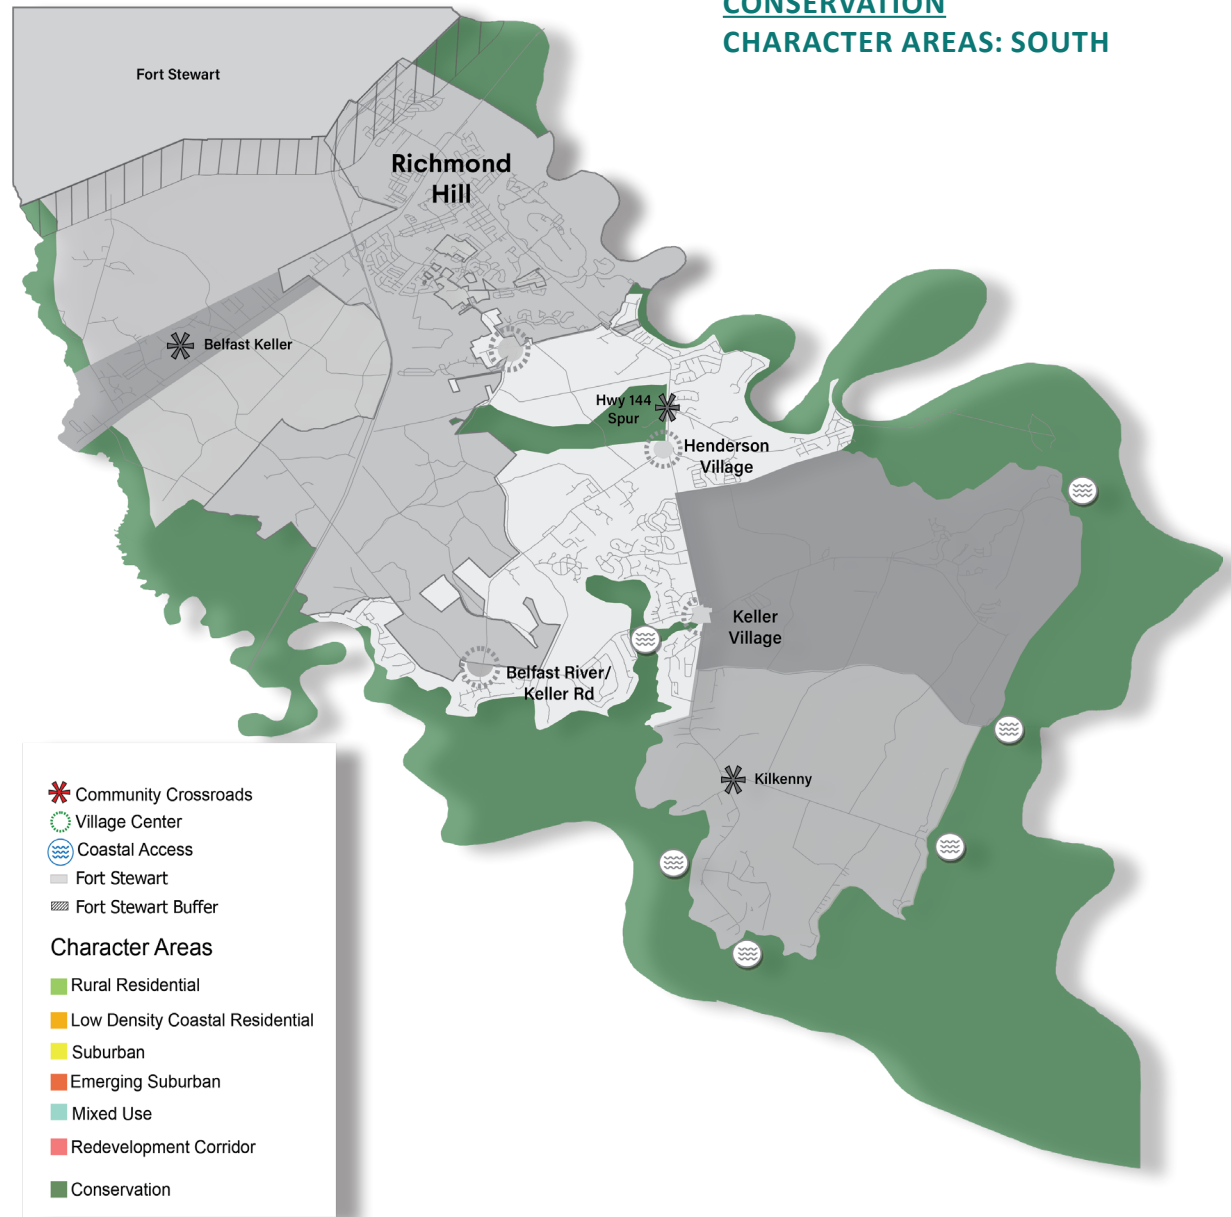 CONSERVATION
CHARACTER AREAS: SOUTH
Fort Stewart
Richmond
Hill
Belfast Keller
Hwy 144
Spur
Henderson
Village
Keller
Village
Belfast River/
Keller Rd
Kilkenny
Community Crossroads
Village Center
Coastal Access
Fort Stewart
Fort Stewart Buffer
Character Areas
Rural Residential
Low Density Coastal Residential
Suburban
Emerging Suburban
Mixed Use
Redevelopment Corridor
Conservation